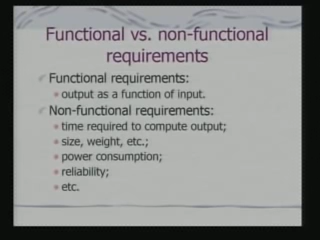 Functional vs. non-functional
requirements
Functional requirements:
output as a function of input.
Non-functional requirements:
time required to compute output;
size, weight, etc.;
power consumption;
reliability;
etc.